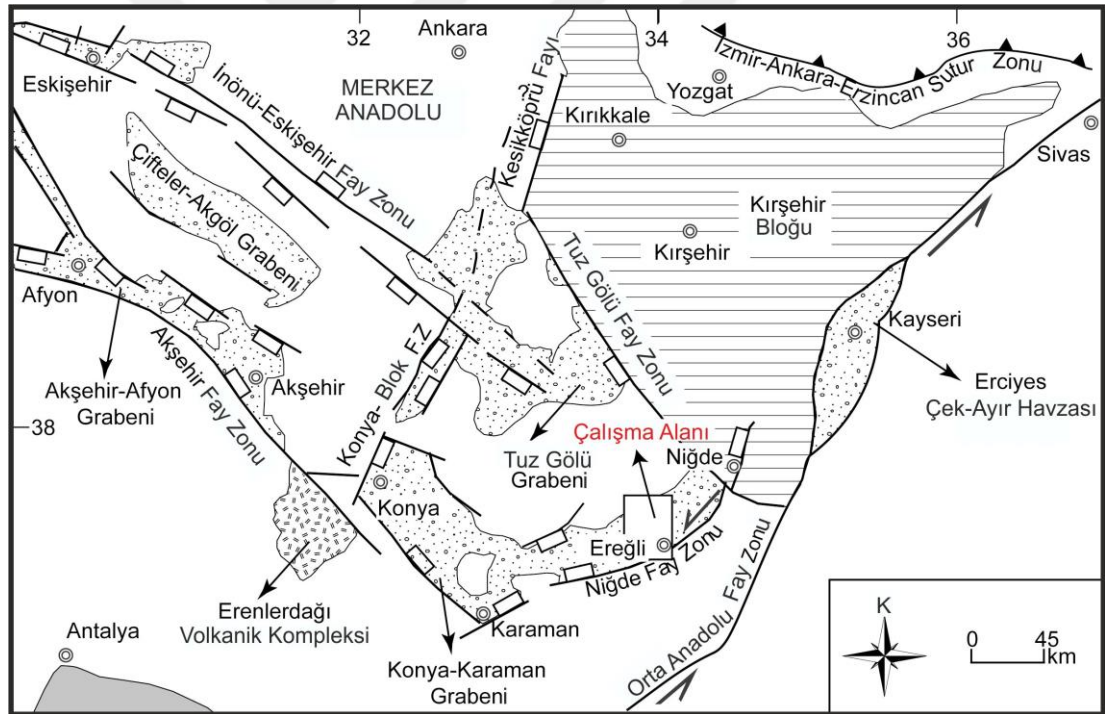 32
34
36
Ankara
Eskişehir
MERKEZ
ANADOLU
İnönü-Eskişehir Fay Zonu
Kesikköprü Fayı
?
İzmir-Ankara-Erzincan Sutur Zonu
Yozgat
Kırıkkale
Sivas
Çifteler-Akgöl Grabeni
Kırşehir
Bloğu
Kırşehir
Tuz Gölü Fay Zonu
Afyon
Kayseri
Akşehir Fay Zonu
Akşehir-Afyon
Grabeni
Akşehir
Konya- Blok FZ
Erciyes
Çek-Ayır Havzası
38
Çalışma Alanı
Tuz Gölü
Grabeni
Niğde
Konya
Ereğli
Niğde Fay Zonu
Orta Anadolu Fay Zonu
Erenlerdağı
Volkanik Kompleksi
Karaman
Antalya
Konya-Karaman
Grabeni
K
0 45
km